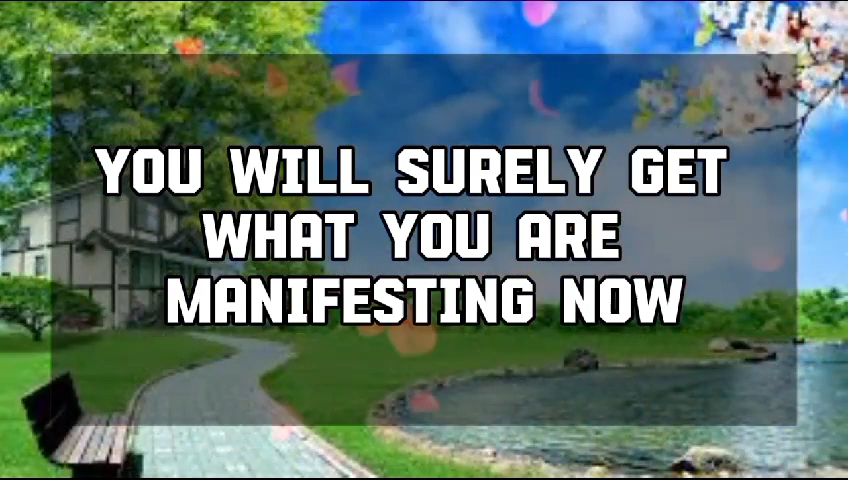 YOU WILL SURELY GET
WHAT YOU ARE
MANIFESTING NOW